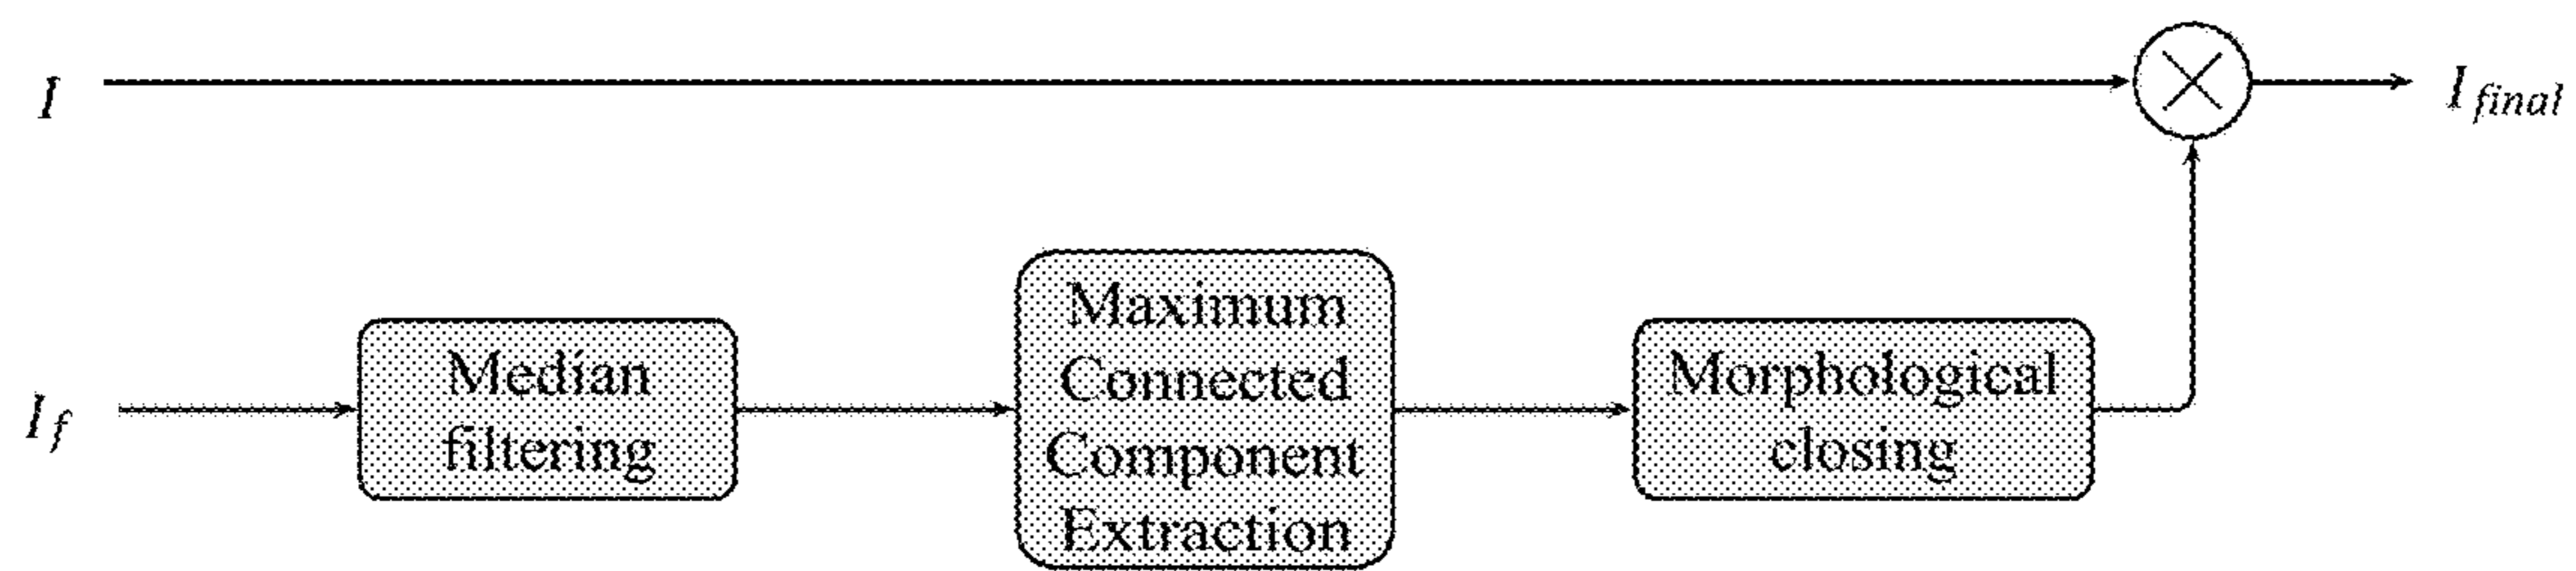 I
I_final
I_f
Median
filtering
Maximum
Connected
Component
Extraction
Morphological
closing